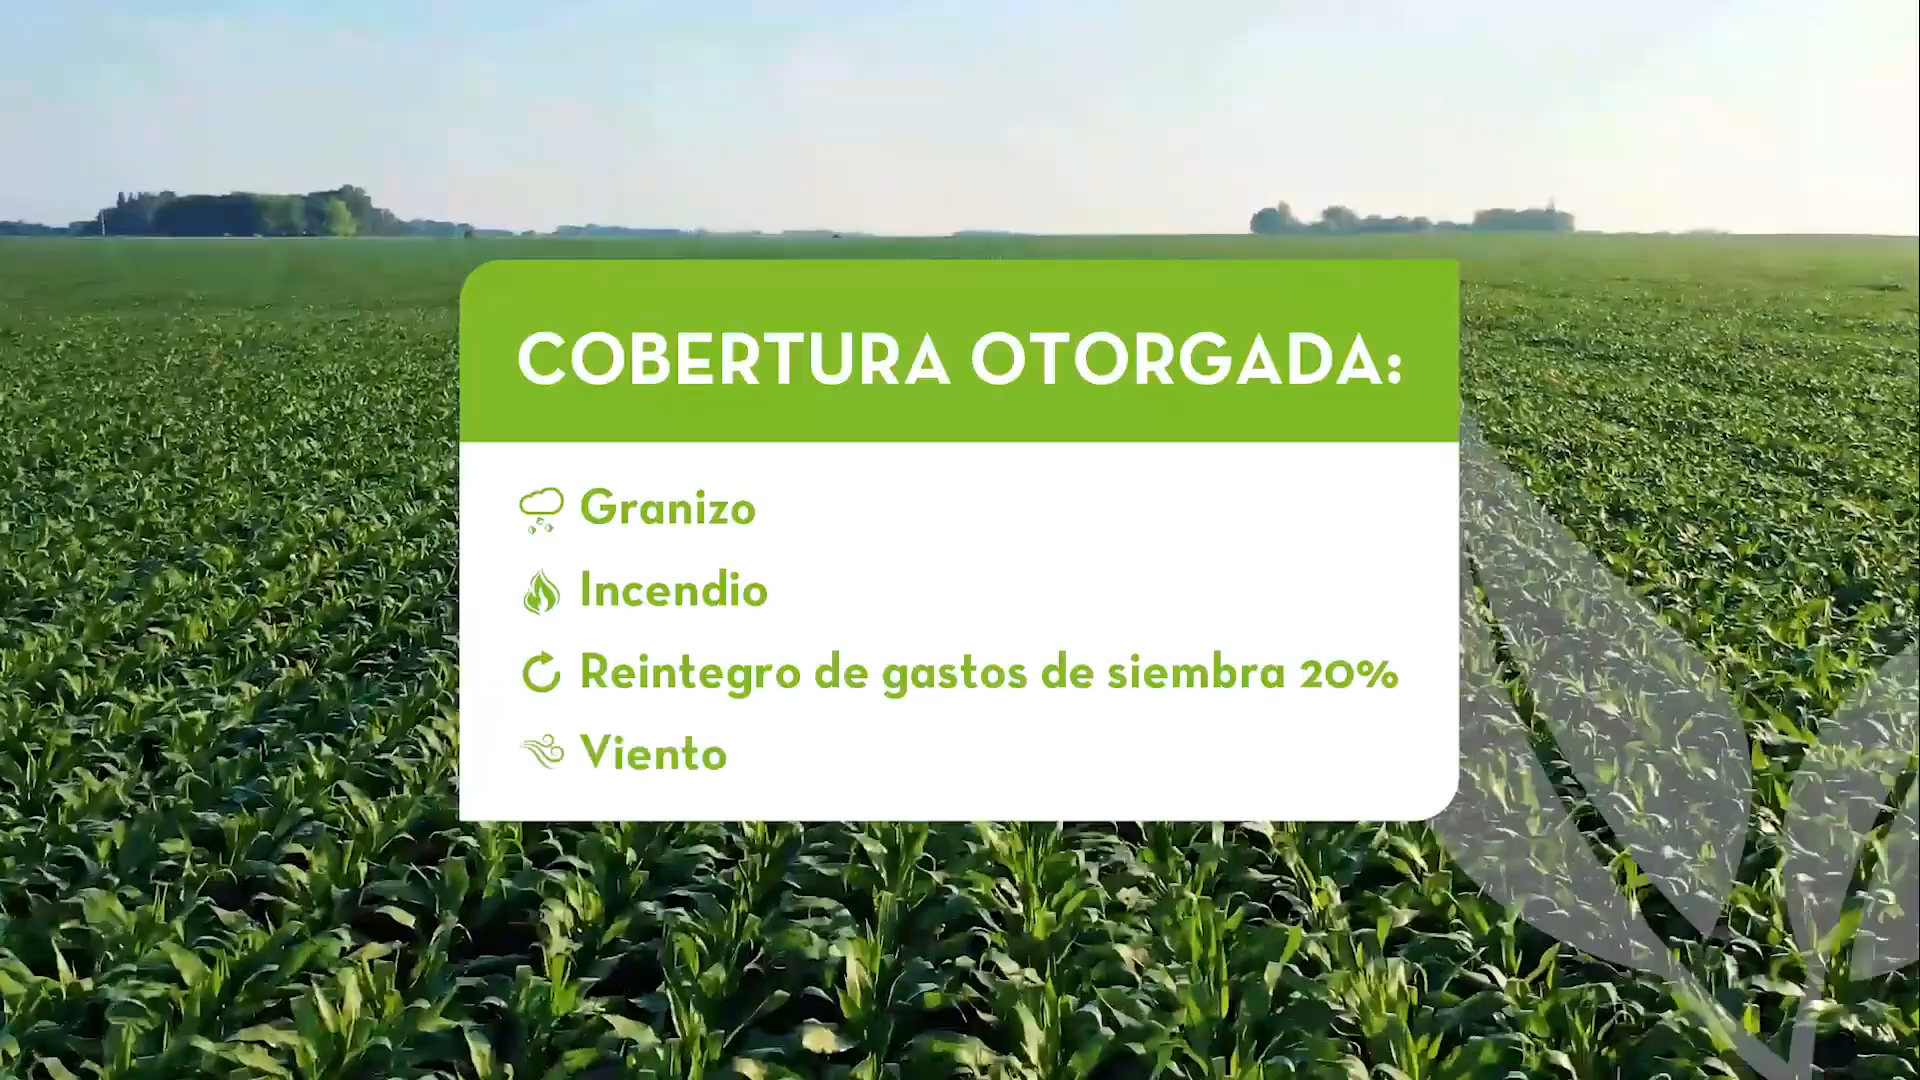 COBERTURA OTORGADA:
Granizo
Incendio
Reintegro de gastos de siembra 20%
Viento